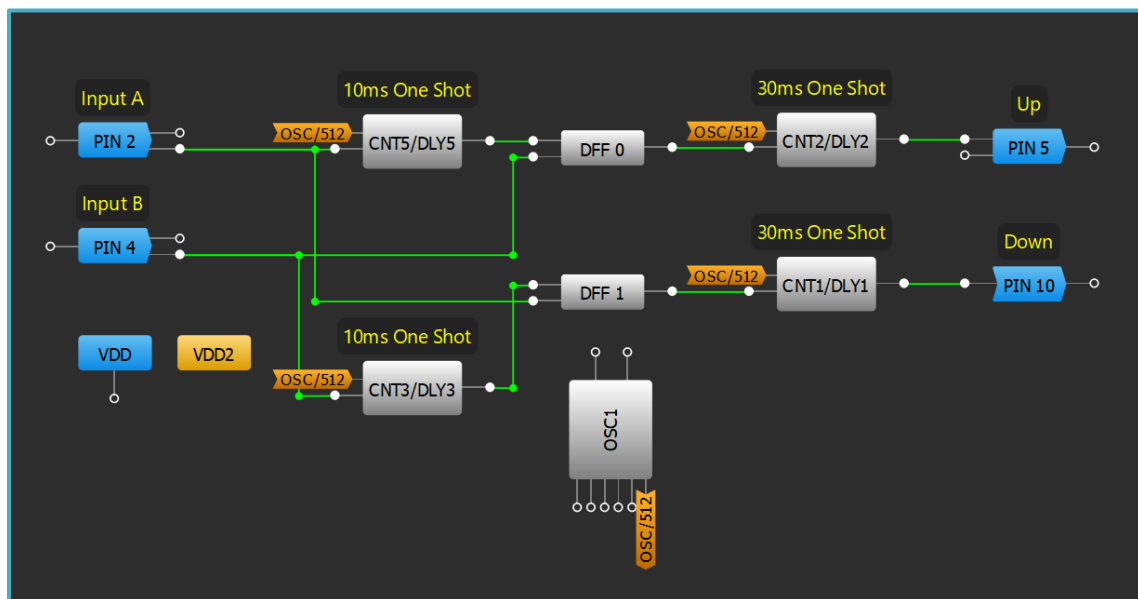 Input A
PIN 2
10ms One Shot
OSC/512
CNT5/DLY5
DFF 0
30ms One Shot
OSC/512
CNT2/DLY2
Up
PIN 5
Input B
PIN 4
30ms One Shot
OSC/512
CNT1/DLY1
Down
PIN 10
DFF 1
VDD
VDD2
10ms One Shot
OSC/512
CNT3/DLY3
OSC1
OSC/512